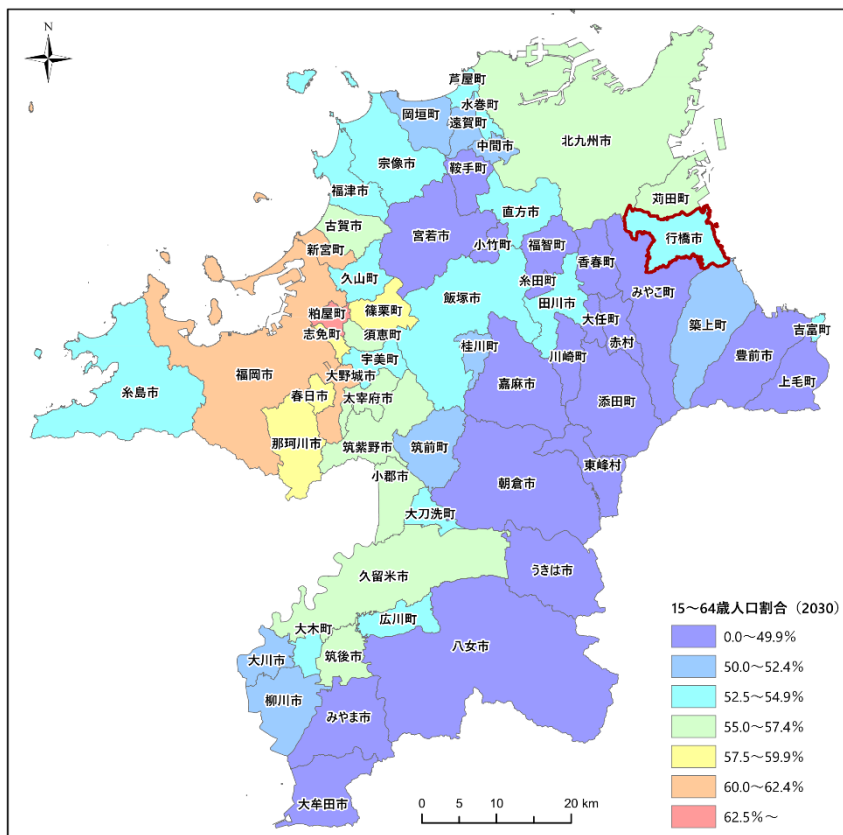 N
芦屋町
水巻町
岡垣町
遠賀町
中間市
北九州市
宗像市
鞍手町
福津市
直方市
苅田町
古賀市
宮若市
小竹町
福智町
行橋市
新宮町
香春町
久山町
糸田町
みやこ町
飯塚市
田川市
粕屋町
篠栗町
大任町
吉富町
志免町
須恵町
築上町
赤村
豊前市
宇美町
桂川町
川崎町
福岡市
大野城市
上毛町
糸島市
嘉麻市
春日市
太宰府市
添田町
那珂川市
筑紫野市
筑前町
東峰村
小郡市
朝倉市
大刀洗町
うきは市
久留米市
大木町
広川町
八女市
大川市
筑後市
柳川市
みやま市
大牟田市
15～64歳人口割合（2030）
0.0～49.9%
50.0～52.4%
52.5～54.9%
55.0～57.4%
57.5～59.9%
60.0～62.4%
62.5%～
0 5 10 20 km